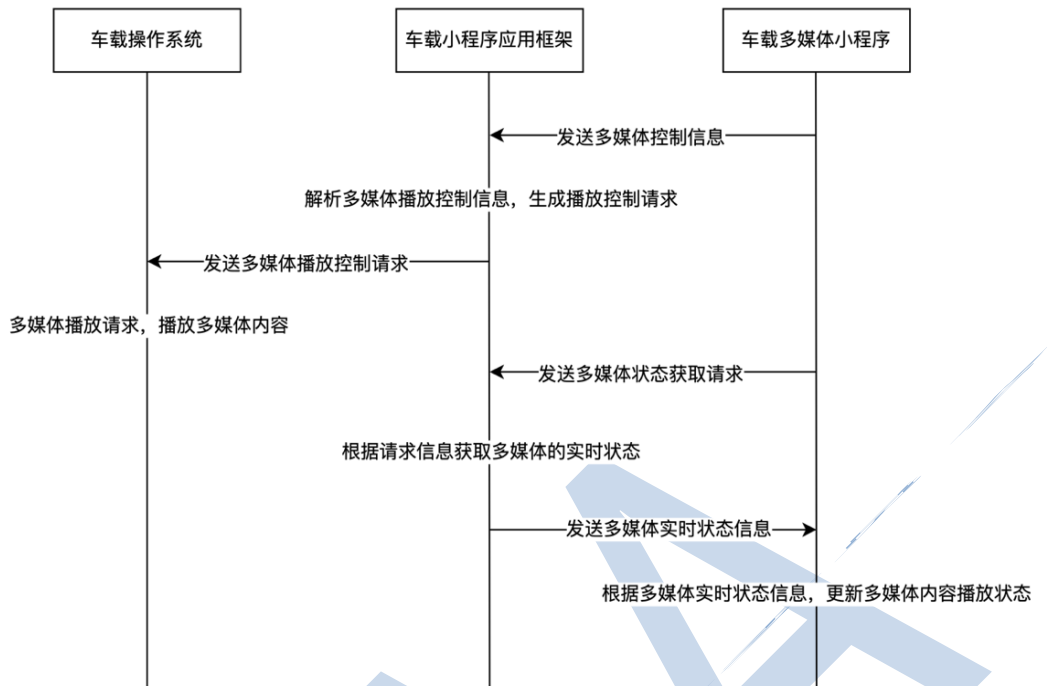 车载操作系统
车载小程序应用框架
车载多媒体小程序
发送多媒体控制信息
解析多媒体播放控制信息，生成播放控制请求
发送多媒体播放控制请求
多媒体播放请求，播放多媒体内容
发送多媒体状态获取请求
根据请求信息获取多媒体的实时状态
发送多媒体实时状态信息
根据多媒体实时状态信息，更新多媒体内容播放状态